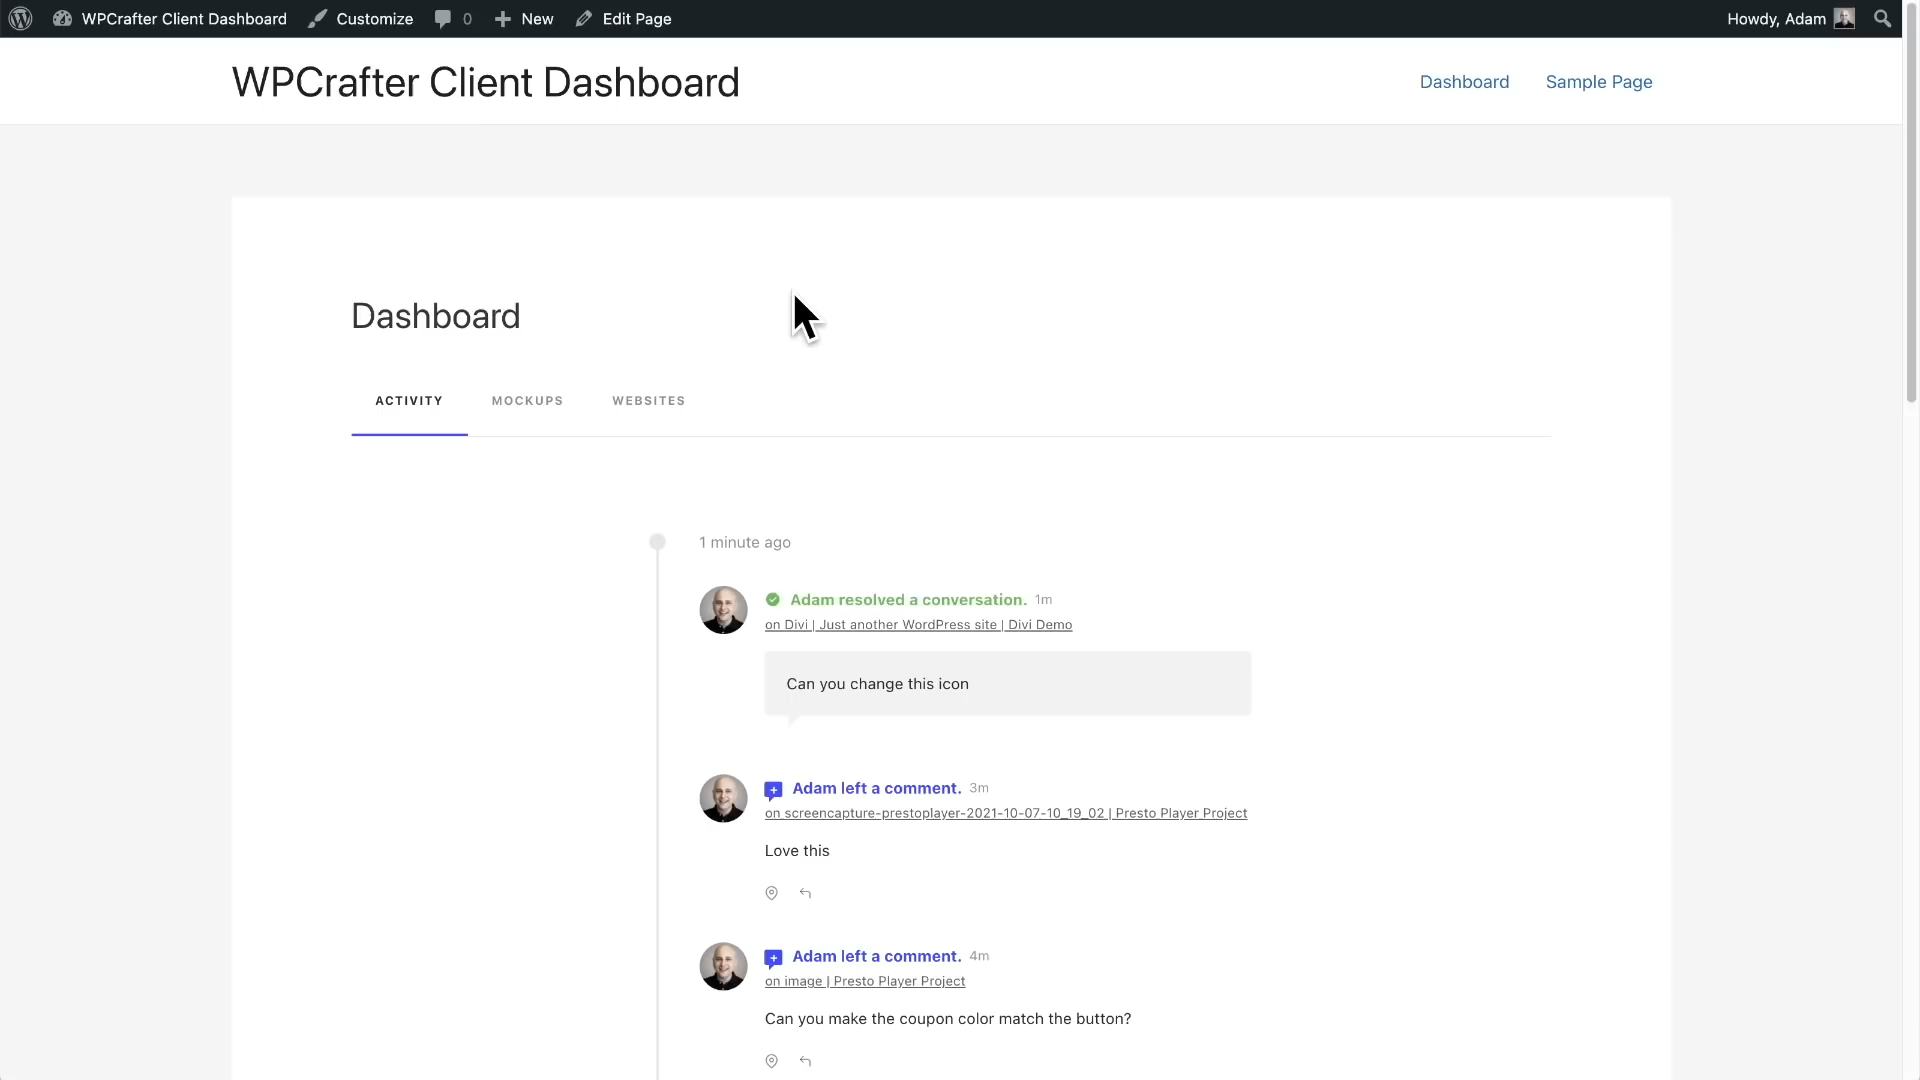 WPCrafter Client Dashboard Customize 0 New Edit Page Howdy, Adam
WPCrafter Client Dashboard
Dashboard Sample Page
Dashboard
ACTIVITY MOCKUPS WEBSITES
1 minute ago
Adam resolved a conversation. 1m
on Divi | Just another WordPress site | Divi Demo
Can you change this icon
Adam left a comment. 3m
on screencapture-prestoplayer-2021-10-07-10_19_02 | Presto Player Project
Love this
Adam left a comment. 4m
on image | Presto Player Project
Can you make the coupon color match the button?